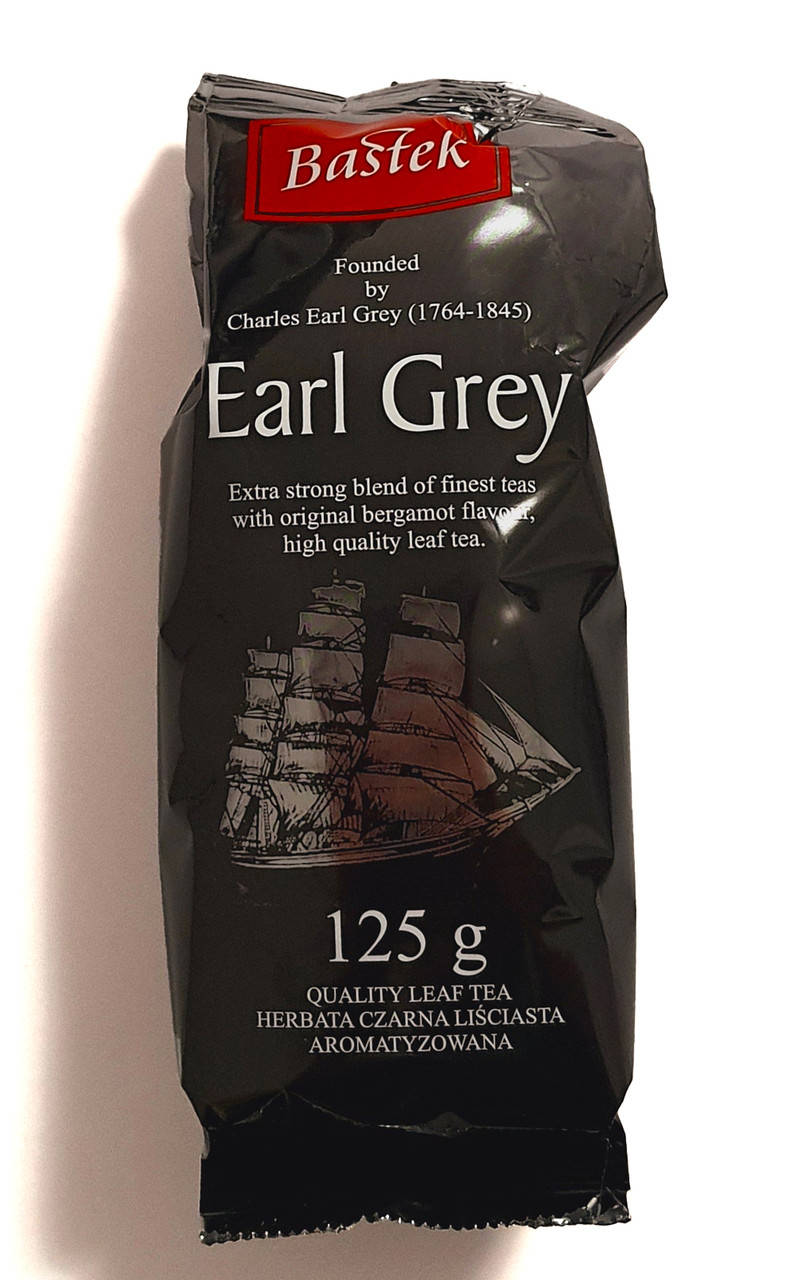 Bastek
Founded
by
Charles Earl Grey (1764-1845)
Earl Grey
Extra strong blend of finest teas
with original bergamot flavour,
high quality leaf tea.
125 g
QUALITY LEAF TEA
HERBATA CZARNA LIŚCIASTA
AROMATYZOWANA